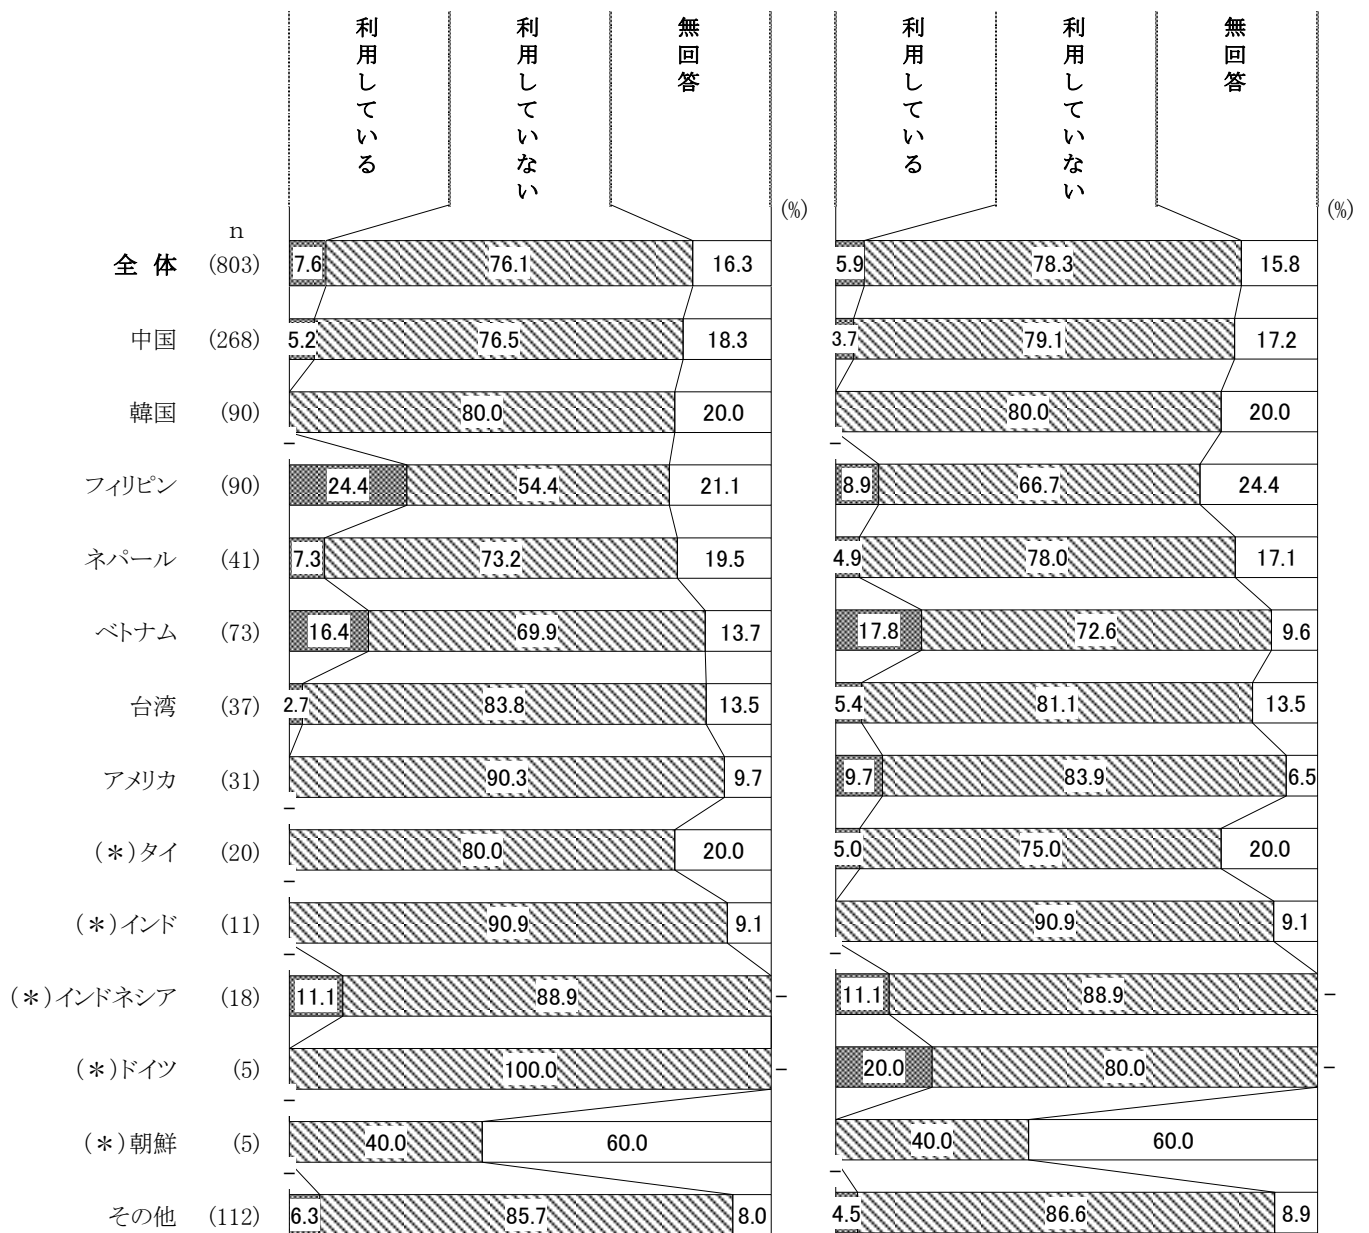 利用している 利用していない 無回答 利用している 利用していない 無回答
(%) (%)
n
全 体 (803) 7.6 76.1 16.3 5.9 78.3 15.8
中国 (268) 5.2 76.5 18.3 3.7 79.1 17.2
韓国 (90) 80.0 20.0 80.0 20.0
– –
フィリピン (90) 24.4 54.4 21.1 8.9 66.7 24.4
ネパール (41) 7.3 73.2 19.5 4.9 78.0 17.1
ベトナム (73) 16.4 69.9 13.7 17.8 72.6 9.6
台湾 (37) 2.7 83.8 13.5 5.4 81.1 13.5
アメリカ (31) 90.3 9.7 9.7 83.9 6.5
–
(*)タイ (20) 80.0 20.0 5.0 75.0 20.0
–
(*)インド (11) 90.9 9.1 90.9 9.1
– –
(*)インドネシア (18) 11.1 88.9 – 11.1 88.9 –
(*)ドイツ (5) 100.0 – 20.0 80.0 –
–
(*)朝鮮 (5) 40.0 60.0 40.0 60.0
– –
その他 (112) 6.3 85.7 8.0 4.5 86.6 8.9